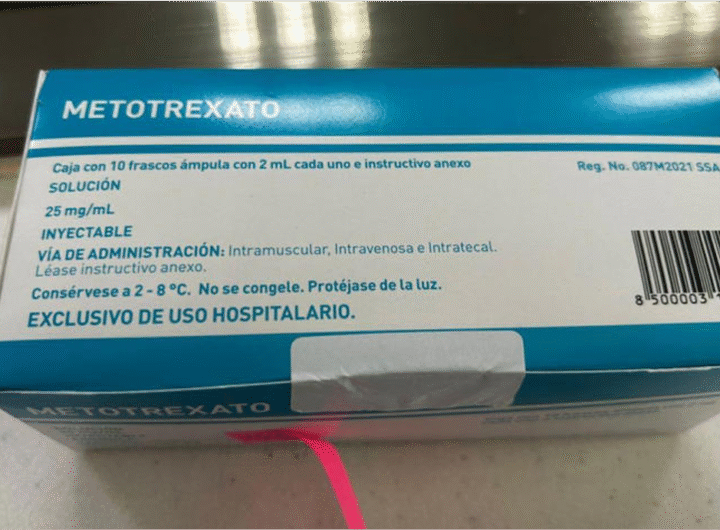 METOTREXATO
Caja con 10 frascos ámpula con 2 mL cada uno e instructivo anexo
Reg. No. 087M2021 SSA
SOLUCIÓN
25 mg/mL
INYECTABLE
VÍA DE ADMINISTRACIÓN: Intramuscular, Intravenosa e Intratecal.
Léase instructivo anexo.
Consérvese a 2 - 8 °C. No se congele. Protéjase de la luz.
EXCLUSIVO DE USO HOSPITALARIO.
8 500003
METOTREXATO